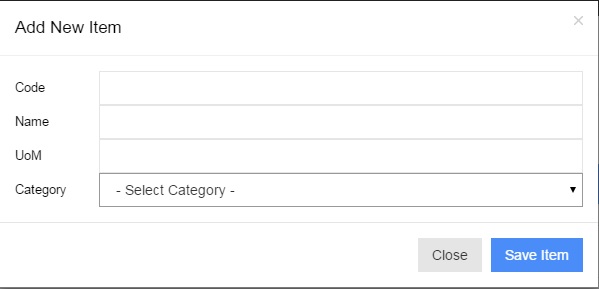 Add New Item ×
Code
Name
UoM
Category - Select Category -
Close Save Item